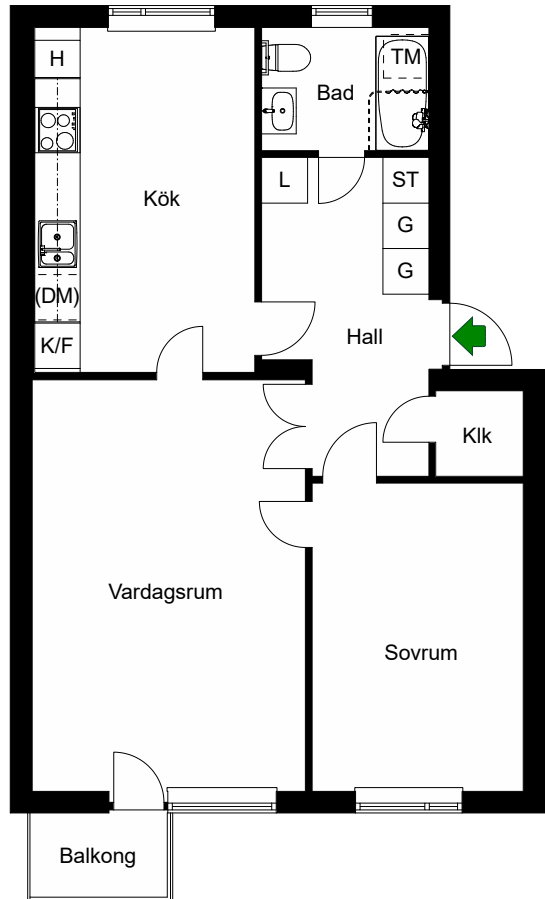 H
TM
Bad
L
ST
Kök
G
G
(DM)
K/F
Hall
Klk
Vardagsrum
Sovrum
Balkong